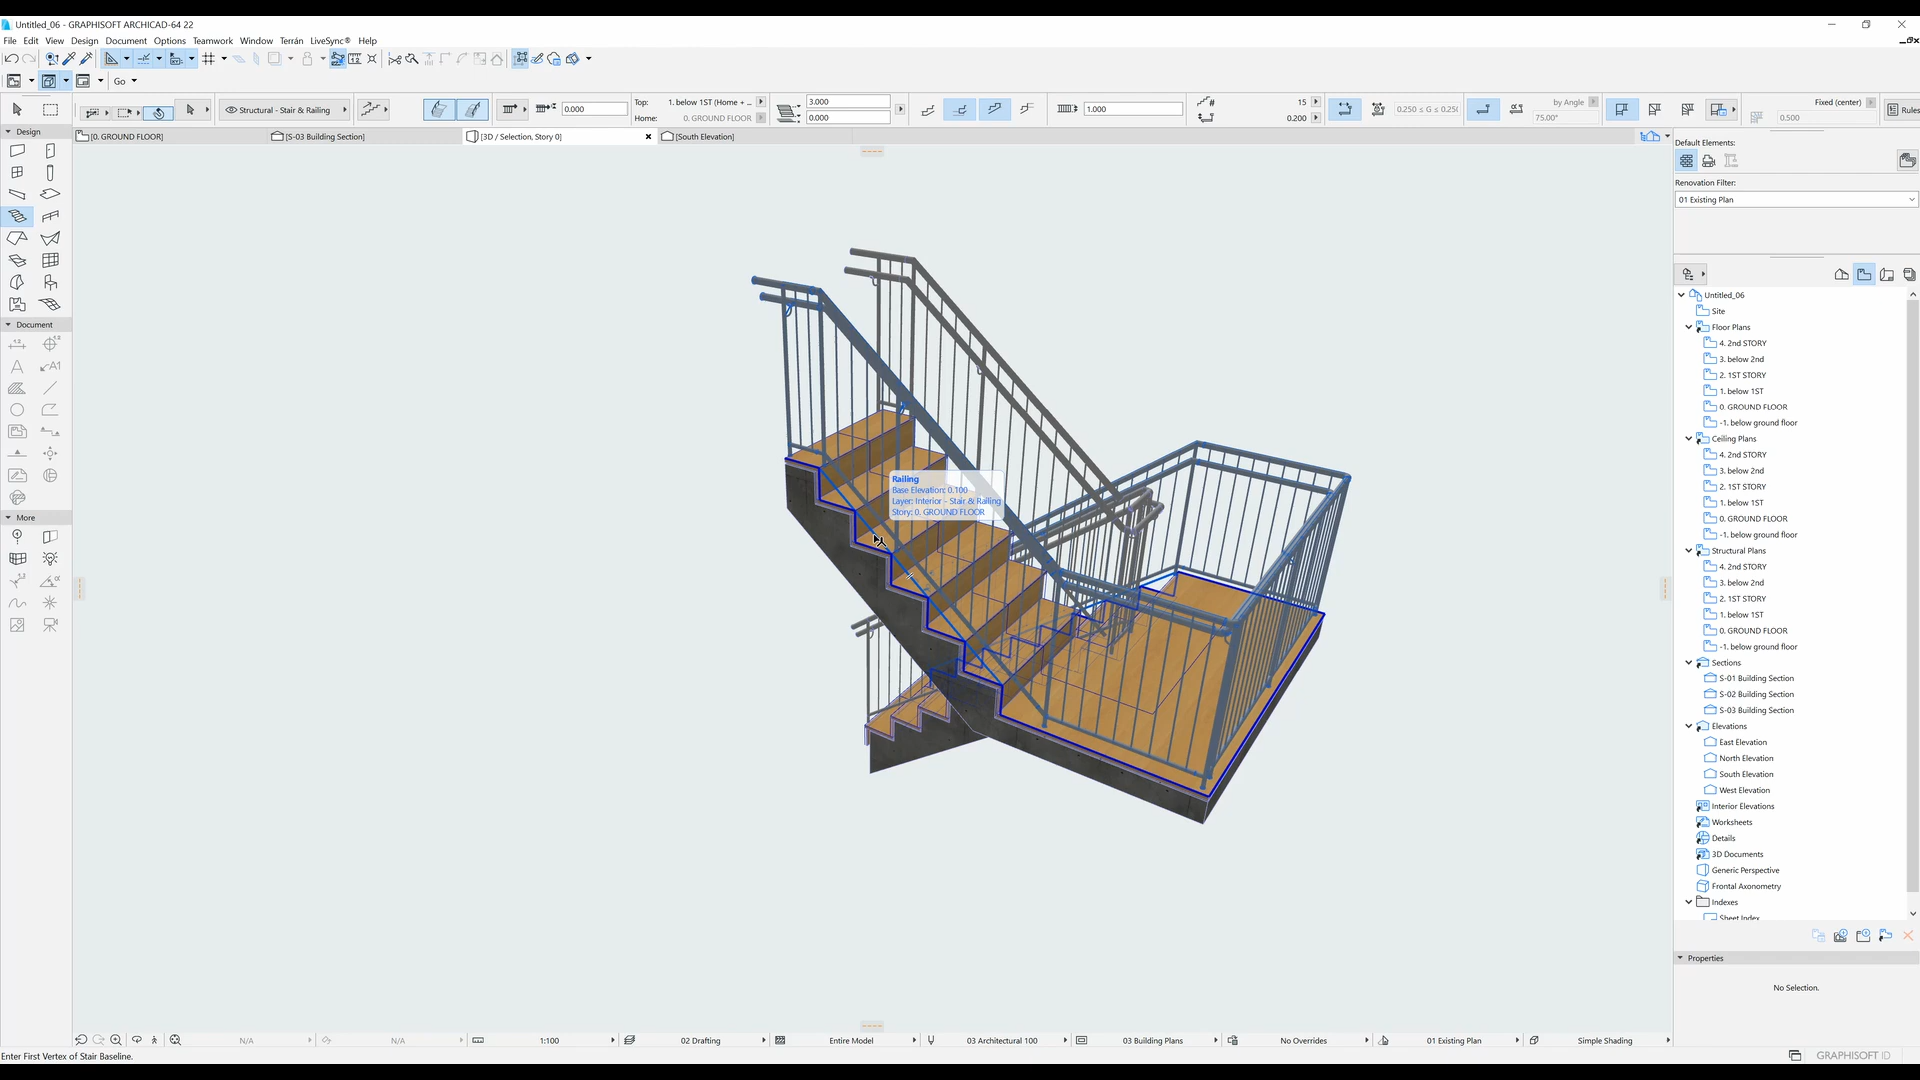 Untitled_06 - GRAPHISOFT ARCHICAD-64 22
File Edit View Design Document Options Teamwork Window Terrán LiveSync® Help
Go
Structural - Stair & Railing
0.000
Top: 1. below 1ST (Home + ...
Home: 0. GROUND FLOOR
3.000
0.000
1.000
15
0.200
0.250 ≤ G ≤ 0.25(
by Angle
75.00°
Fixed (center)
0.500
Rules
[0. GROUND FLOOR]
[S-03 Building Section]
[3D / Selection, Story 0]
[South Elevation]
Design
Document
More
Railing
Base Elevation: 0.100
Layer: Interior - Stair & Railing
Story: 0. GROUND FLOOR
Default Elements:
Renovation Filter:
01 Existing Plan
Untitled_06
Site
Floor Plans
4. 2nd STORY
3. below 2nd
2. 1ST STORY
1. below 1ST
0. GROUND FLOOR
-1. below ground floor
Ceiling Plans
4. 2nd STORY
3. below 2nd
2. 1ST STORY
1. below 1ST
0. GROUND FLOOR
-1. below ground floor
Structural Plans
4. 2nd STORY
3. below 2nd
2. 1ST STORY
1. below 1ST
0. GROUND FLOOR
-1. below ground floor
Sections
S-01 Building Section
S-02 Building Section
S-03 Building Section
Elevations
East Elevation
North Elevation
South Elevation
West Elevation
Interior Elevations
Worksheets
Details
3D Documents
Generic Perspective
Frontal Axonometry
Indexes
Sheet Index
Properties
No Selection.
N/A
N/A
1:100
02 Drafting
Entire Model
03 Architectural 100
03 Building Plans
No Overrides
01 Existing Plan
Simple Shading
Enter First Vertex of Stair Baseline.
GRAPHISOFT ID